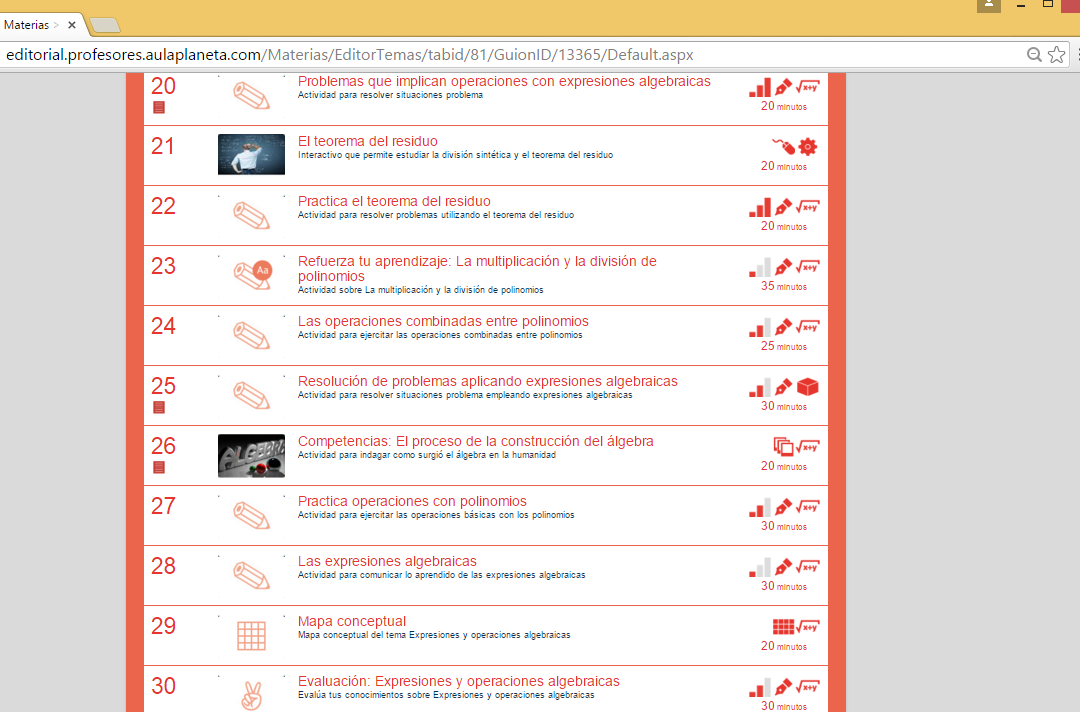 Materias >
editorial.profesores.aulaplaneta.com/Materias/EditorTemas/tabid/81/GuionID/13365/Default.aspx
20
Problemas que implican operaciones con expresiones algebraicas
Actividad para resolver situaciones problema
√x+y
20 minutos
21
El teorema del residuo
Interactivo que permite estudiar la división sintética y el teorema del residuo
20 minutos
22
Practica el teorema del residuo
Actividad para resolver problemas utilizando el teorema del residuo
√x+y
20 minutos
23
Aa
Refuerza tu aprendizaje: La multiplicación y la división de
polinomios
Actividad sobre La multiplicación y la división de polinomios
√x+y
35 minutos
24
Las operaciones combinadas entre polinomios
Actividad para ejercitar las operaciones combinadas entre polinomios
√x+y
25 minutos
25
Resolución de problemas aplicando expresiones algebraicas
Actividad para resolver situaciones problema empleando expresiones algebraicas
30 minutos
26
ALGEBRA
Competencias: El proceso de la construcción del álgebra
Actividad para indagar como surgió el álgebra en la humanidad
√x+y
20 minutos
27
Practica operaciones con polinomios
Actividad para ejercitar las operaciones básicas con los polinomios
√x+y
30 minutos
28
Las expresiones algebraicas
Actividad para comunicar lo aprendido de las expresiones algebraicas
√x+y
30 minutos
29
Mapa conceptual
Mapa conceptual del tema Expresiones y operaciones algebraicas
√x+y
20 minutos
30
Evaluación: Expresiones y operaciones algebraicas
Evalúa tus conocimientos sobre Expresiones y operaciones algebraicas
√x+y
30 minutos